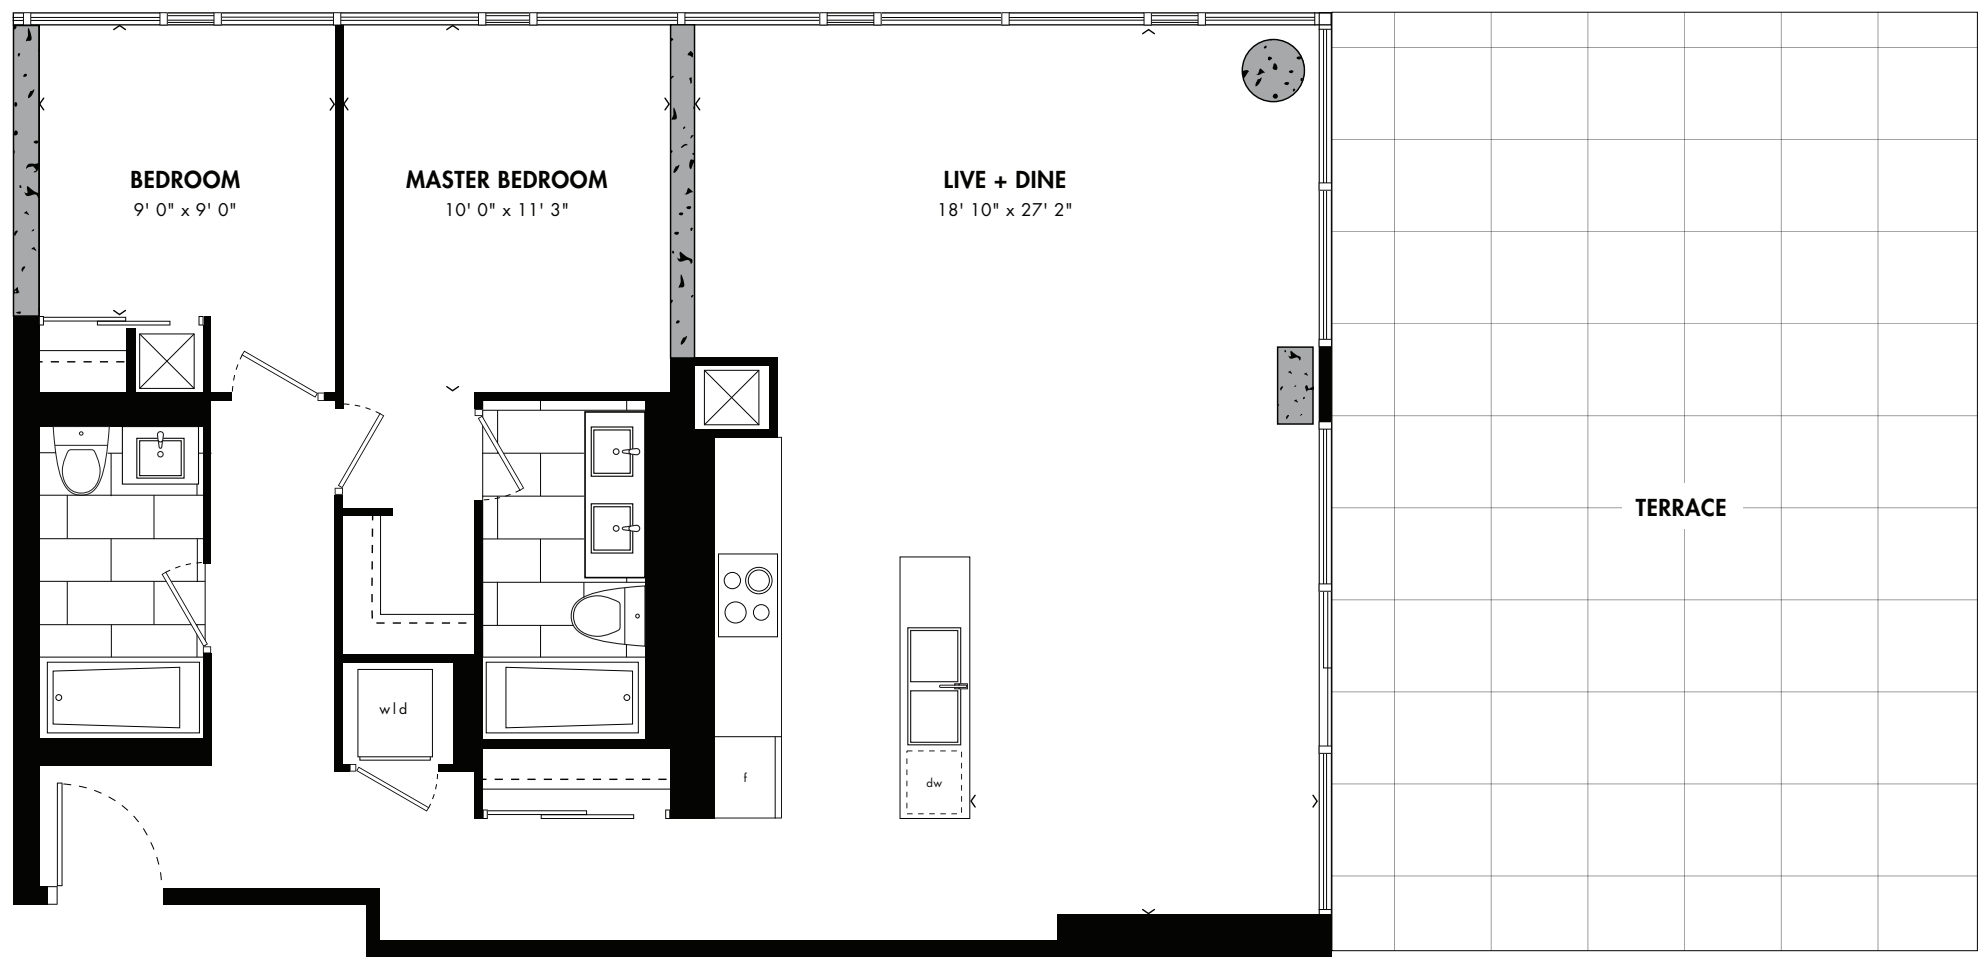 BEDROOM
9' 0" x 9' 0"
MASTER BEDROOM
10' 0" x 11' 3"
LIVE + DINE
18' 10" x 27' 2"
TERRACE
wld
f
dw